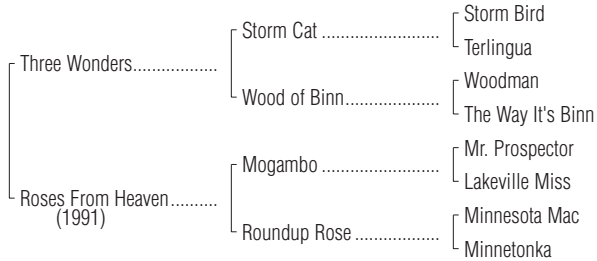 Storm Bird
Storm Cat ........................
Terlingua
Three Wonders.................
Woodman
Wood of Binn...................
The Way It's Binn
Mr. Prospector
Mogambo ........................
Lakeville Miss
Roses From Heaven..........
(1991)
Minnesota Mac
Roundup Rose .................
Minnetonka